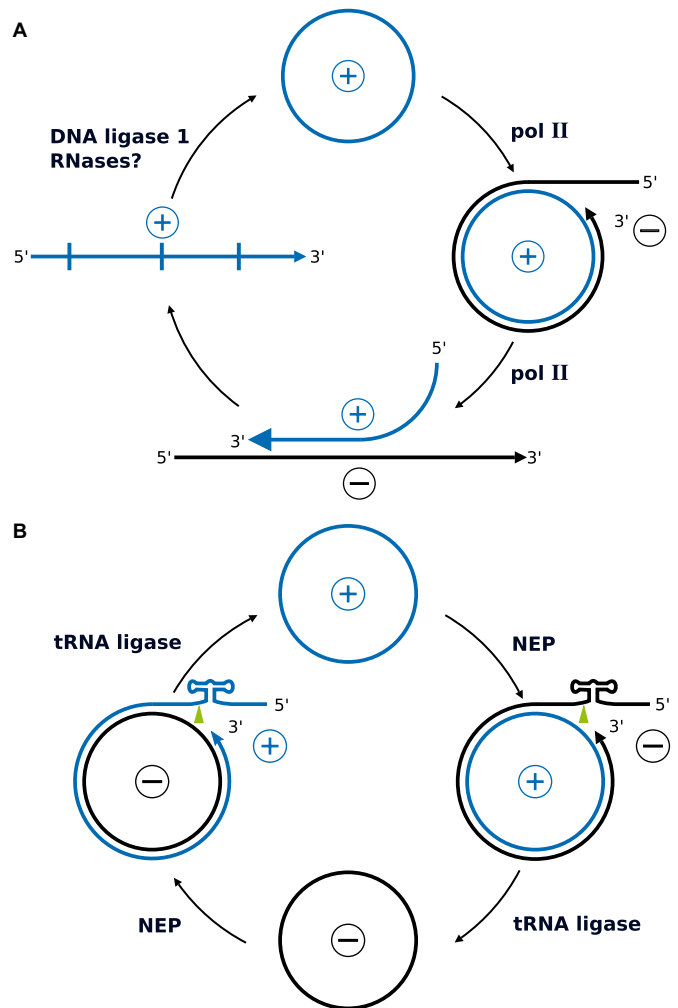 A
+
DNA ligase 1
RNases?
pol II
5'
3'
−
+
+
5'
3'
pol II
5'
+
3'
5'
3'
−
B
+
tRNA ligase
NEP
5'
3'
+
−
5'
3'
−
+
NEP
−
tRNA ligase